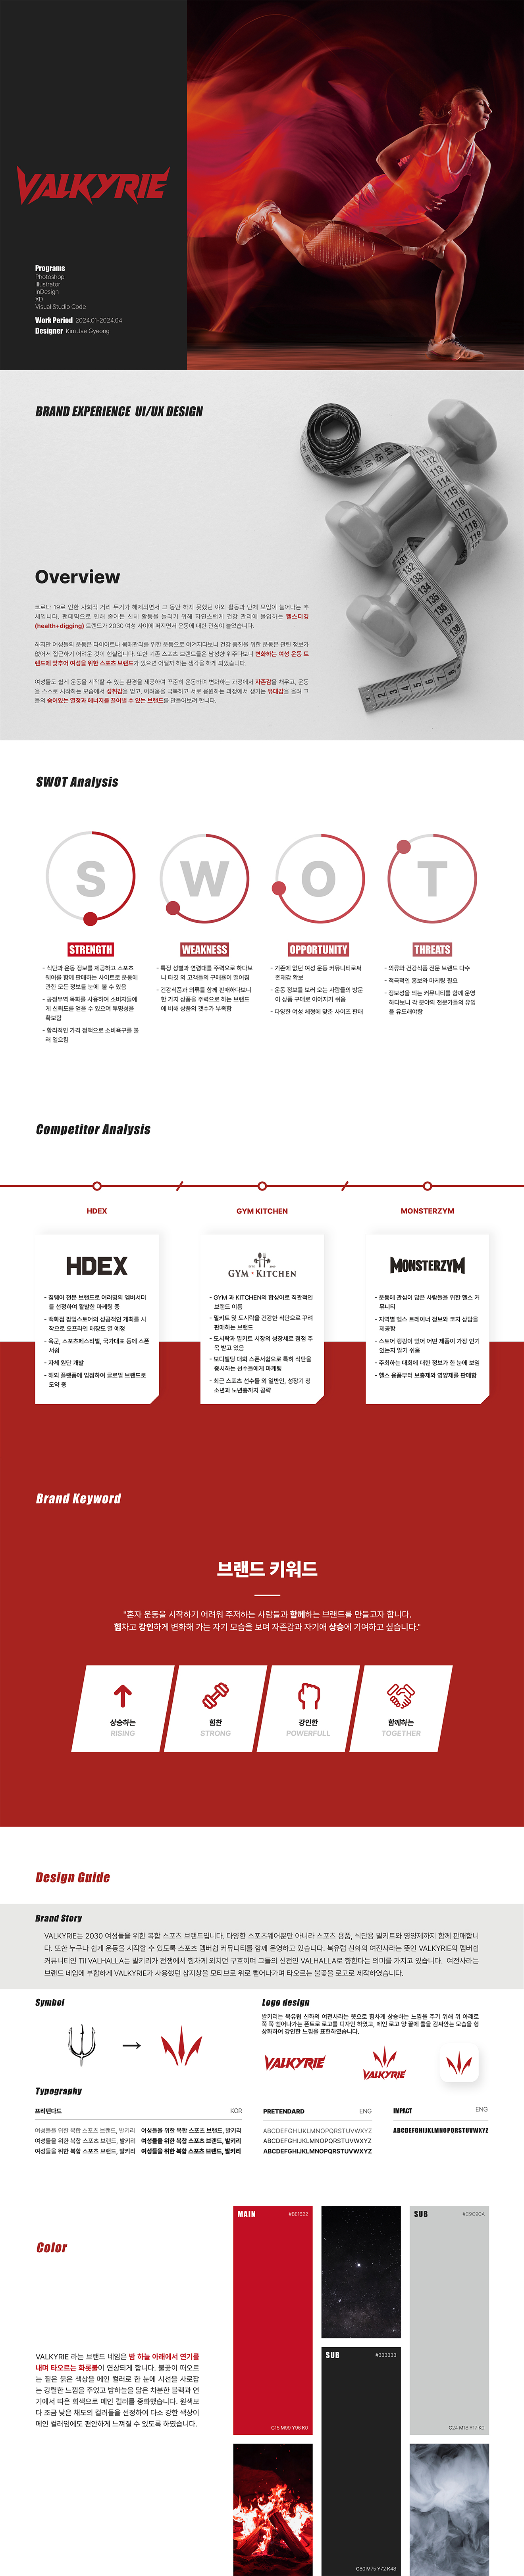 VALKYRIE
Programs
Photoshop
Illustrator
InDesign
XD
Visual Studio Code
Work Period 2024.01-2024.04
Designer Kim Jae Gyeong
BRAND EXPERIENCE UI/UX DESIGN
Overview
코로나 19로 인한 사회적 거리 두기가 해제되면서 그 동안 하지 못했던 야외 활동과 단체 모임이 늘어나는 추
세입니다. 팬데믹으로 인해 줄어든 신체 활동을 늘리기 위해 자연스럽게 건강 관리에 몰입하는 헬스디깅
(health+digging) 트렌드가 2030 여성 사이에 퍼지면서 운동에 대한 관심이 높았습니다.
하지만 여성들의 운동은 다이어트나 몸매관리를 위한 운동으로 여겨지다보니 건강 증진을 위한 운동은 관련 정보가
없어서 접근하기 어려운 것이 현실입니다. 또한 기존 스포츠 브랜드들은 남성향 위주다보니 변화하는 여성 운동 트
렌드에 맞추어 여성을 위한 스포츠 브랜드가 있으면 어떨까 하는 생각을 하게 되었습니다.
여성들도 쉽게 운동을 시작할 수 있는 환경을 제공하여 꾸준히 운동하며 변화하는 과정에서 자존감을 채우고, 운동
을 스스로 시작하는 모습에서 성취감을 얻고, 어려움을 극복하고 서로 응원하는 과정에서 생기는 유대감을 올려 그
들의 숨어있는 열정과 에너지를 끌어낼 수 있는 브랜드를 만들어보려 합니다.
SWOT Analysis
S W O T
STRENGTH
- 식단과 운동 정보를 제공하고 스포츠
웨어를 함께 판매하는 사이트로 운동에
관한 모든 정보를 눈에 볼 수 있음
- 공정무역 목화를 사용하여 소비자들에
게 신뢰도를 얻을 수 있으며 투명성을
확보함
- 합리적인 가격 정책으로 소비욕구를 불
러 일으킴
WEAKNESS
- 특정 성별과 연령대를 주력으로 하다보
니 타깃 외 고객들의 구매율이 떨어짐
- 건강식품과 의류를 함께 판매하다보니
한 가지 상품을 주력으로 하는 브랜드
에 비해 상품의 갯수가 부족함
OPPORTUNITY
- 기존에 없던 여성 운동 커뮤니티로써
존재감 확보
- 운동 정보를 보러 오는 사람들의 방문
이 상품 구매로 이어지기 쉬움
- 다양한 여성 체형에 맞춘 사이즈 판매
THREATS
- 의류와 건강식품 전문 브랜드 다수
- 적극적인 홍보와 마케팅 필요
- 정보성을 띄는 커뮤니티를 함께 운영
하다보니 각 분야의 전문가들의 유입
을 유도해야함
Competitor Analysis
HDEX
HDEX
- 짐웨어 전문 브랜드로 여러명의 앰버서더
를 선정하여 활발한 마케팅 중
- 백화점 팝업스토어의 성공적인 개최를 시
작으로 오프라인 매장도 열 예정
- 육군, 스포츠페스티벌, 국가대표 등에 스폰
서쉽
- 자체 원단 개발
- 해외 플랫폼에 입점하여 글로벌 브랜드로
도약 중
GYM KITCHEN
GYM KITCHEN
- GYM 과 KITCHEN의 합성어로 직관적인
브랜드 이름
- 밀키트 및 도시락을 건강한 식단으로 꾸려
판매하는 브랜드
- 도시락과 밀키트 시장의 성장세로 점점 주
목 받고 있음
- 보디빌딩 대회 스폰서쉽으로 특히 식단을
중시하는 선수들에게 마케팅
- 최근 스포츠 선수들 외 일반인, 성장기 청
소년과 노년층까지 공략
MONSTERZYM
MONSTERZYM
- 운동에 관심이 많은 사람들을 위한 헬스 커
뮤니티
- 지역별 헬스 트레이너 정보와 코치 상담을
제공함
- 스토어 랭킹이 있어 어떤 제품이 가장 인기
있는지 알기 쉬움
- 주최하는 대회에 대한 정보가 한 눈에 보임
- 헬스 용품부터 보충제와 영양제를 판매함
Brand Keyword
브랜드 키워드
"혼자 운동을 시작하기 어려워 주저하는 사람들과 함께하는 브랜드를 만들고자 합니다.
힘차고 강인하게 변화해 가는 자기 모습을 보며 자존감과 자기애 상승에 기여하고 싶습니다."
상승하는
RISING
힘찬
STRONG
강인한
POWERFULL
함께하는
TOGETHER
Design Guide
Brand Story
VALKYRIE는 2030 여성들을 위한 복합 스포츠 브랜드입니다. 다양한 스포츠웨어뿐만 아니라 스포츠 용품, 식단용 밀키트와 영양제까지 함께 판매합니
다. 또한 누구나 쉽게 운동을 시작할 수 있도록 스포츠 멤버쉽 커뮤니티를 함께 운영하고 있습니다. 북유럽 신화의 여전사라는 뜻인 VALKYRIE의 멤버쉽
커뮤니티인 Til VALHALLA는 발키리가 전쟁에서 힘차게 외치던 구호이며 그들의 신전인 VALHALLA로 향한다는 의미를 가지고 있습니다. 여전사라는
브랜드 네임에 부합하게 VALKYRIE가 사용했던 삼지창을 모티브로 위로 뻗어나가며 타오르는 불꽃을 로고로 제작하였습니다.
Symbol
Logo design
발키리는 북유럽 신화의 여전사라는 뜻으로 힘차게 상승하는 느낌을 주기 위해 위 아래로
쭉 쭉 뻗어나가는 폰트로 로고를 디자인 하였고, 메인 로고 양 끝에 뿔을 감싸안는 모습을 형
상화하여 강인한 느낌을 표현하였습니다.
VALKYRIE
VALKYRIE
Typography
프리텐다드 KOR
여성들을 위한 복합 스포츠 브랜드, 발키리 여성들을 위한 복합 스포츠 브랜드, 발키리
여성들을 위한 복합 스포츠 브랜드, 발키리 여성들을 위한 복합 스포츠 브랜드, 발키리
여성들을 위한 복합 스포츠 브랜드, 발키리 여성들을 위한 복합 스포츠 브랜드, 발키리
PRETENDARD ENG
ABCDEFGHIJKLMNOPQRSTUVWXYZ
ABCDEFGHIJKLMNOPQRSTUVWXYZ
ABCDEFGHIJKLMNOPQRSTUVWXYZ
IMPACT ENG
ABCDEFGHIJKLMNOPQRSTUVWXYZ
Color
VALKYRIE 라는 브랜드 네임은 밤 하늘 아래에서 연기를
내며 타오르는 화롯불이 연상되게 합니다. 불꽃이 떠오르
는 짙은 붉은 색상을 메인 컬러로 한 눈에 시선을 사로잡
는 강렬한 느낌을 주었고 밤하늘을 닮은 차분한 블랙과 연
기에서 따온 회색으로 메인 컬러를 중화했습니다. 원색보
다 조금 낮은 채도의 컬러들을 선정하여 다소 강한 색상이
메인 컬러임에도 편안하게 느껴질 수 있도록 하였습니다.
MAIN #BE1622
C15 M99 Y96 K0
SUB #333333
C80 M75 Y72 K48
SUB #CBCBCA
C24 M18 Y17 K0